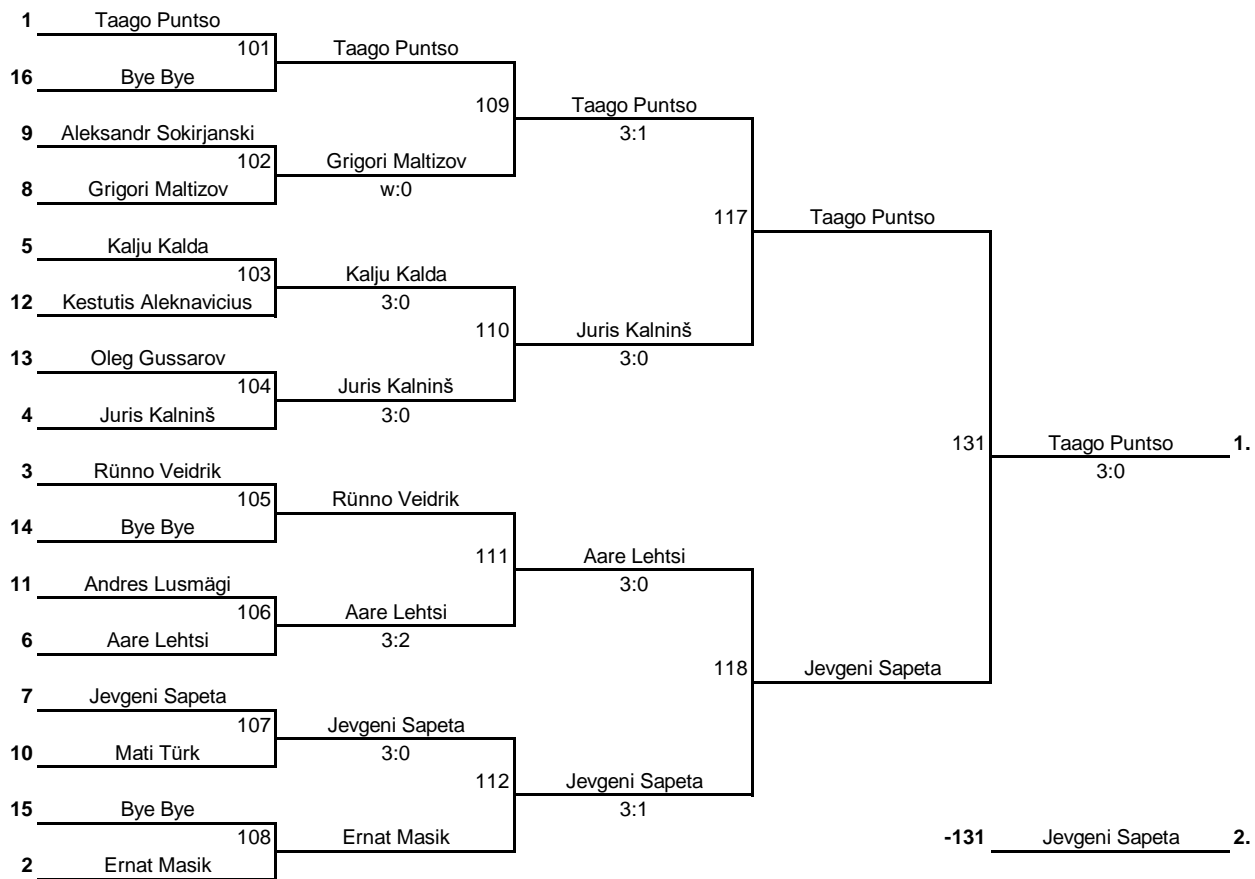 1 Taago Puntso
101 Taago Puntso
16 Bye Bye
109 Taago Puntso
3:1
9 Aleksandr Sokirjanski
102 Grigori Maltizov
w:0
8 Grigori Maltizov
117 Taago Puntso
5 Kalju Kalda
103 Kalju Kalda
3:0
12 Kestutis Aleknavicius
110 Juris Kalninš
3:0
13 Oleg Gussarov
104 Juris Kalninš
3:0
4 Juris Kalninš
131 Taago Puntso 1.
3:0
3 Rünno Veidrik
105 Rünno Veidrik
14 Bye Bye
111 Aare Lehtsi
3:0
11 Andres Lusmägi
106 Aare Lehtsi
3:2
6 Aare Lehtsi
118 Jevgeni Sapeta
7 Jevgeni Sapeta
107 Jevgeni Sapeta
3:0
10 Mati Türk
112 Jevgeni Sapeta
3:1
15 Bye Bye
108 Ernat Masik
2 Ernat Masik
-131 Jevgeni Sapeta 2.